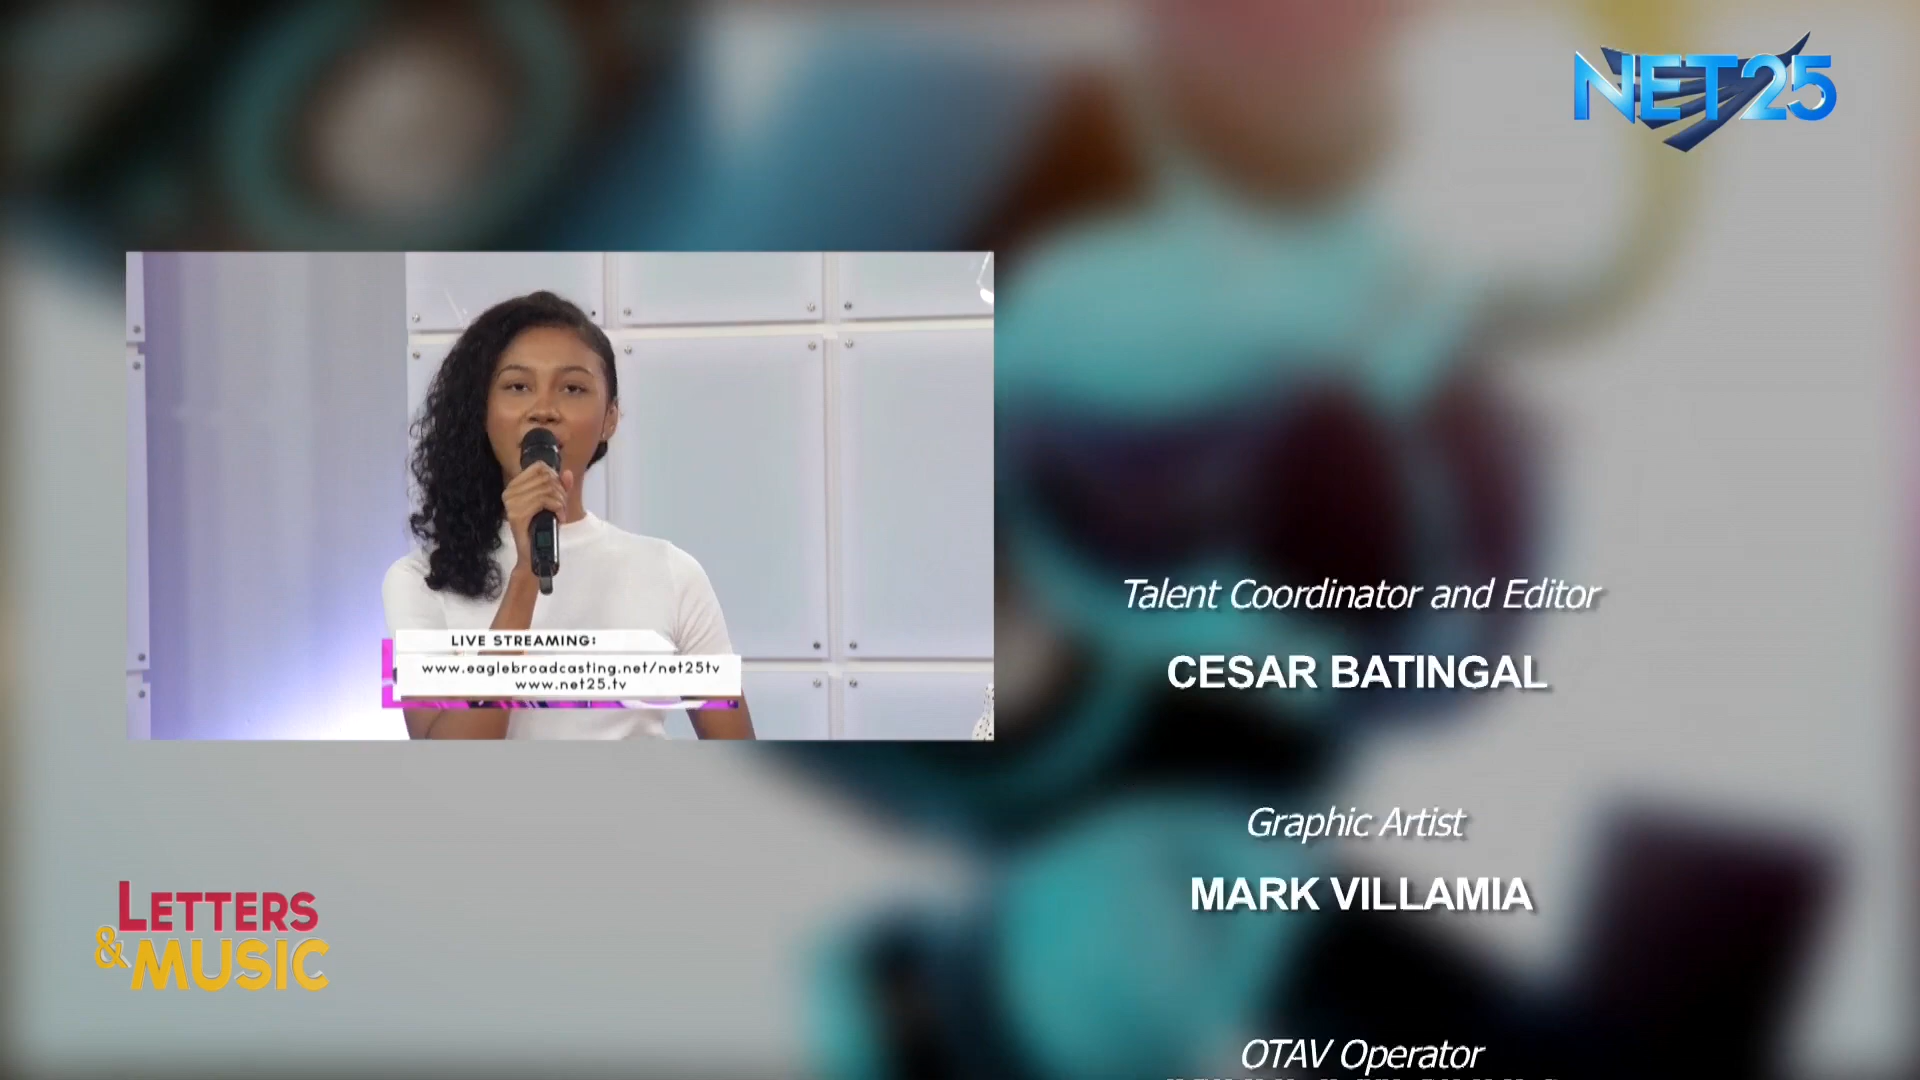 NET25
LIVE STREAMING:
www.eaglebroadcasting.net/net25tv
www.net25.tv
Talent Coordinator and Editor
CESAR BATINGAL
Graphic Artist
MARK VILLAMIA
LETTERS
&MUSIC
OTAV Operator